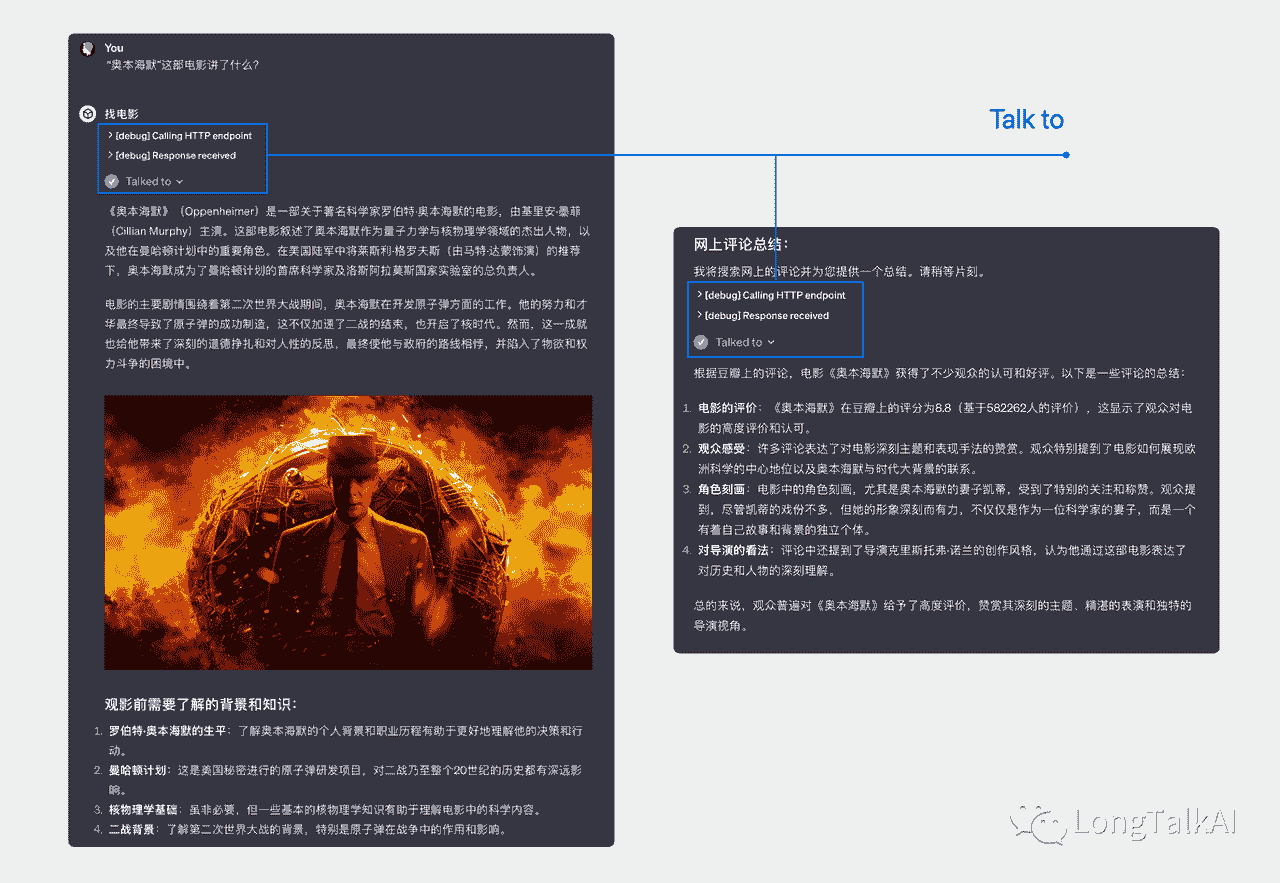 You
“奥本海默”这部电影讲了什么?
找电影
[debug] Calling HTTP endpoint
[debug] Response received
Talked to
《奥本海默》（Oppenheimer）是一部关于著名科学家罗伯特·奥本海默的电影，由基里安·墨菲
（Cillian Murphy）主演。这部电影叙述了奥本海默作为量子力学与核物理学领域的杰出人物，以
及他在曼哈顿计划中的重要角色。在美国陆军中将莱斯利·格罗夫斯（由马特·达蒙饰演）的推荐
下，奥本海默成为了曼哈顿计划的首席科学家及洛斯阿拉莫斯国家实验室的总负责人。
电影的主要剧情围绕着第二次世界大战期间，奥本海默在开发原子弹方面的工作。他的努力和才
华最终导致了原子弹的成功制造，这不仅加速了二战的结束，也开启了核时代。然而，这一成就
也给他带来了深刻的道德挣扎和对人性的反思，最终使他与政府的路线相悖，并陷入了物欲和权
力斗争的困境中。
观影前需要了解的背景和知识：
1. 罗伯特·奥本海默的生平：了解奥本海默的个人背景和职业历程有助于更好地理解他的决策和行
动。
2. 曼哈顿计划：这是美国秘密进行的原子弹研发项目，对二战乃至整个20世纪的历史都有深远影
响。
3. 核物理学基础：虽非必要，但一些基本的核物理学知识有助于理解电影中的科学内容。
4. 二战背景：了解第二次世界大战的背景，特别是原子弹在战争中的作用和影响。
Talk to
网上评论总结：
我将搜索网上的评论并为您提供一个总结。请稍等片刻。
[debug] Calling HTTP endpoint
[debug] Response received
Talked to
根据豆瓣上的评论，电影《奥本海默》获得了不少观众的认可和好评。以下是一些评论的总结：
1. 电影的评价：《奥本海默》在豆瓣上的评分为8.8（基于582262人的评价），这显示了观众对电
影的高度评价和认可。
2. 观众感受：许多评论表达了对电影深刻主题和表现手法的赞赏。观众特别提到了电影如何展现欧
洲科学的中心地位以及奥本海默与时代大背景的联系。
3. 角色刻画：电影中的角色刻画，尤其是奥本海默的妻子凯蒂，受到了特别的关注和称赞。观众提
到，尽管凯蒂的戏份不多，但她的形象深刻而有力，不仅仅是作为一位科学家的妻子，而是一个
有着自己故事和背景的独立个体。
4. 对导演的看法：评论中还提到了导演克里斯托弗·诺兰的创作风格，认为他通过这部电影表达了
对历史和人物的深刻理解。
总的来说，观众普遍对《奥本海默》给予了高度评价，赞赏其深刻的主题、精湛的表演和独特的
导演视角。
LongTalkAI